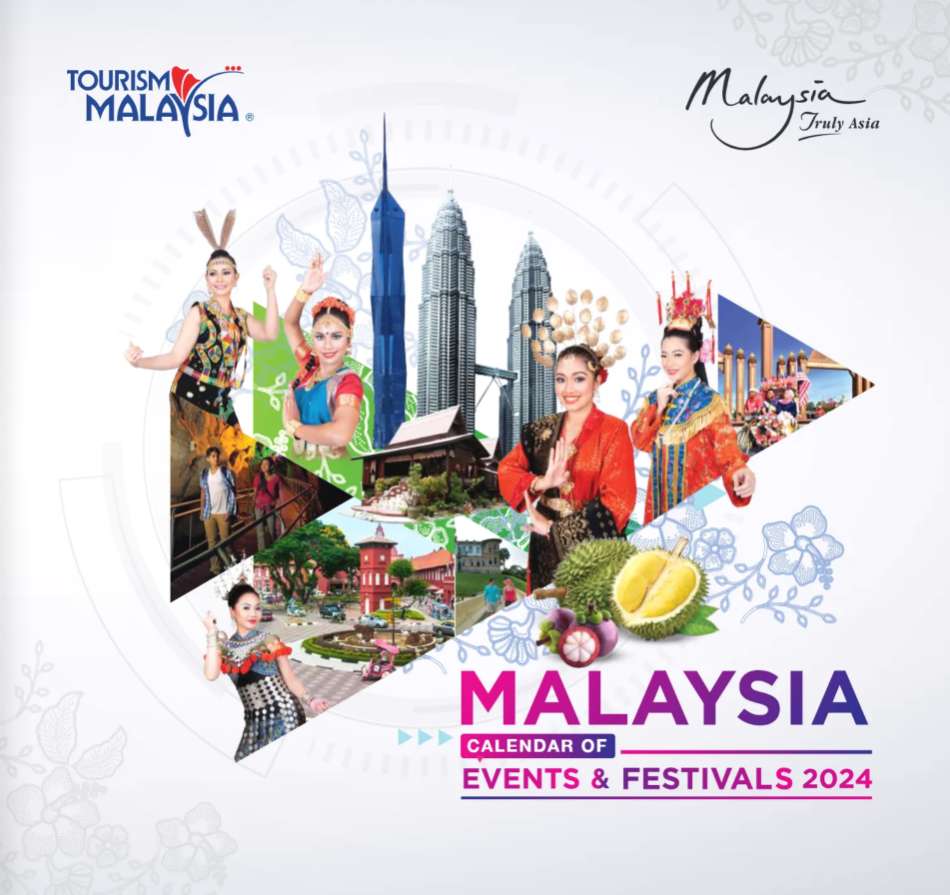 TOURISM
MALAYSIA ®
Malaysia
Truly Asia
MALAYSIA
CALENDAR OF
EVENTS & FESTIVALS 2024